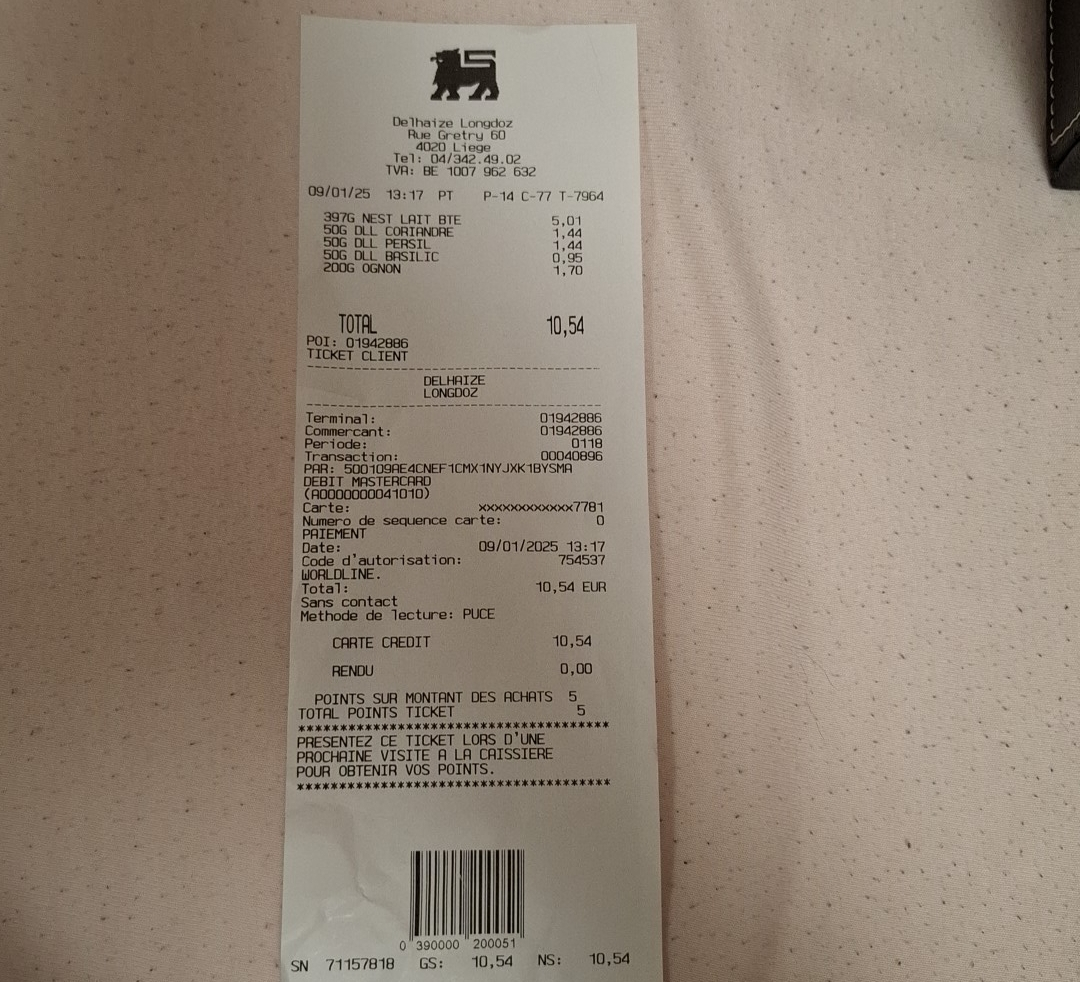 Delhaize Longdoz
Rue Gretry 60
4020 Liege
Tel: 04/342.49.02
TVA: BE 1007 962 632
09/01/25 13:17 PT P-14 C-77 T-7964
397G NEST LAIT BTE 5,01
50G DLL CORIANDRE 1,44
50G DLL PERSIL 1,44
50G DLL BASILIC 0,95
200G OGNON 1,70
TOTAL 10,54
POI: 01942886
TICKET CLIENT
DELHAIZE
LONGDOZ
Terminal: 01942886
Commercant: 01942886
Periode: 0118
Transaction: 00040896
PAR: 500109AE4CNEF1CMX1NYJXK1BYSMA
DEBIT MASTERCARD
(A0000000041010)
Carte: xxxxxxxxxxxx7781
Numero de sequence carte: 0
PAIEMENT
Date: 09/01/2025 13:17
Code d'autorisation: 754537
WORLDLINE.
Total: 10,54 EUR
Sans contact
Methode de lecture: PUCE
CARTE CREDIT 10,54
RENDU 0,00
POINTS SUR MONTANT DES ACHATS 5
TOTAL POINTS TICKET 5
*************************************
PRESENTEZ CE TICKET LORS D'UNE
PROCHAINE VISITE A LA CAISSIERE
POUR OBTENIR VOS POINTS.
*************************************
0 390000 200051
SN 71157818 GS: 10,54 NS: 10,54